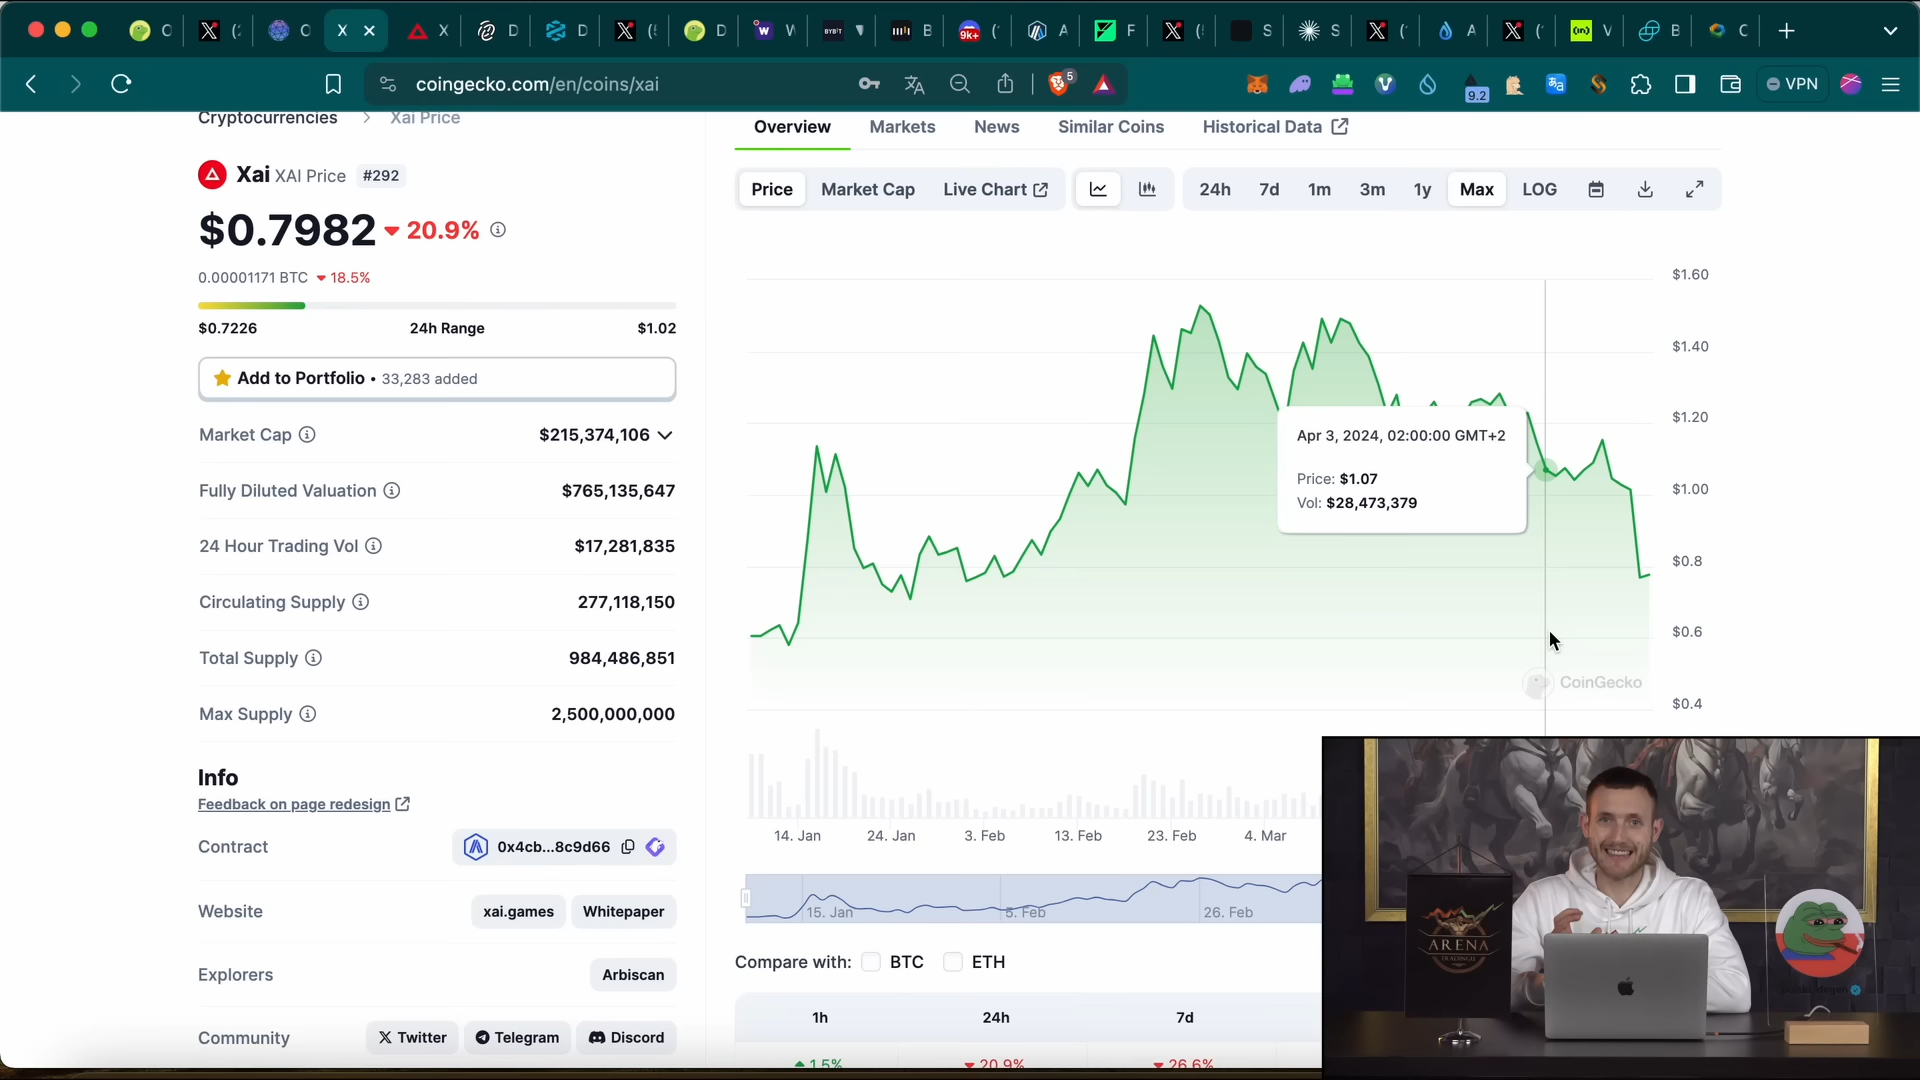 coingecko.com/en/coins/xai
5
9.2
VPN
9k+
BYBIT
Cryptocurrencies > Xai Price
Xai XAI Price #292
$0.7982 20.9%
0.00001171 BTC 18.5%
$0.7226 24h Range $1.02
Add to Portfolio • 33,283 added
Market Cap $215,374,106
Fully Diluted Valuation $765,135,647
24 Hour Trading Vol $17,281,835
Circulating Supply 277,118,150
Total Supply 984,486,851
Max Supply 2,500,000,000
Info
Feedback on page redesign
Contract 0x4cb...8c9d66
Website xai.games Whitepaper
Explorers Arbiscan
Community Twitter Telegram Discord
Overview Markets News Similar Coins Historical Data
Price Market Cap Live Chart 24h 7d 1m 3m 1y Max LOG
$1.60
$1.40
$1.20
$1.00
$0.8
$0.6
$0.4
Apr 3, 2024, 02:00:00 GMT+2
Price: $1.07
Vol: $28,473,379
CoinGecko
14. Jan 24. Jan 3. Feb 13. Feb 23. Feb 4. Mar
15. Jan 5. Feb 26. Feb
Compare with: BTC ETH
1h 24h 7d
1.5% 20.9% 26.6%
ARENA
TRADINGU